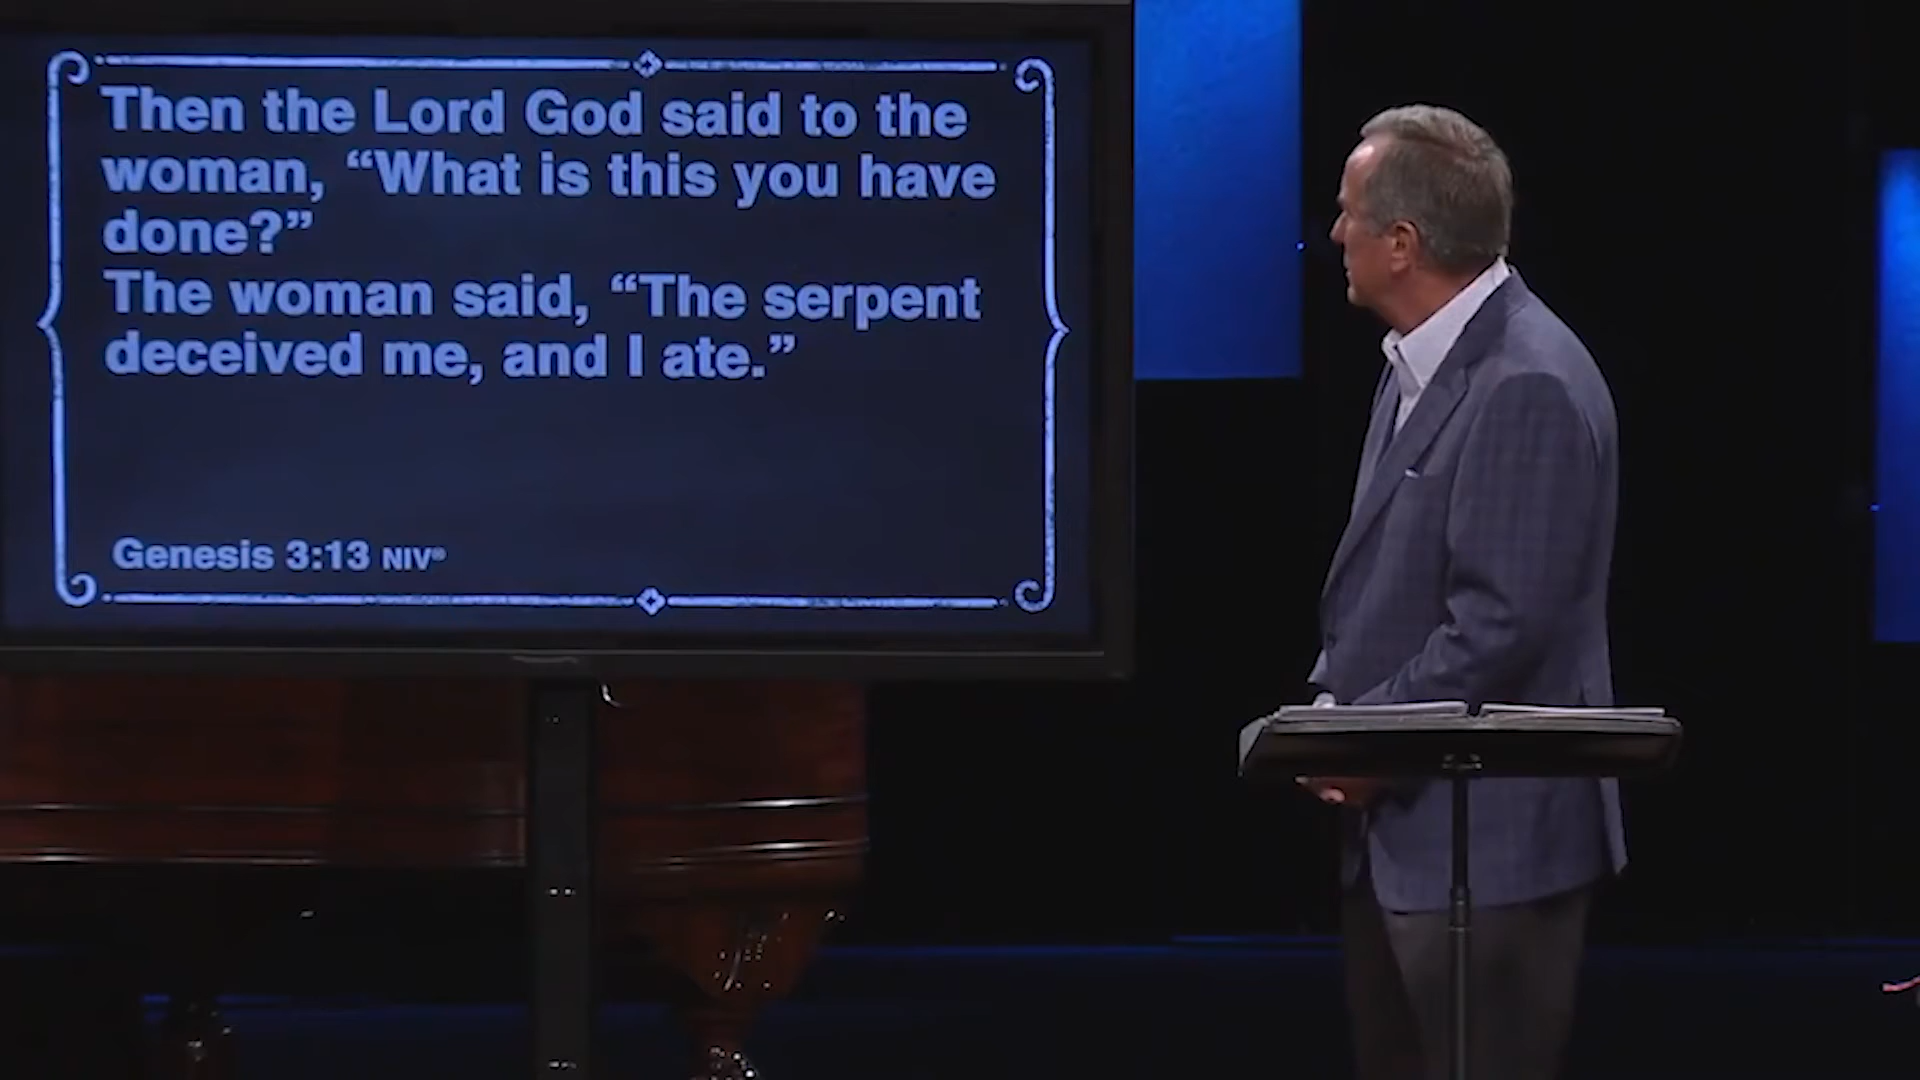 Then the Lord God said to the
woman, “What is this you have
done?”
The woman said, “The serpent
deceived me, and I ate.”
Genesis 3:13 NIV®